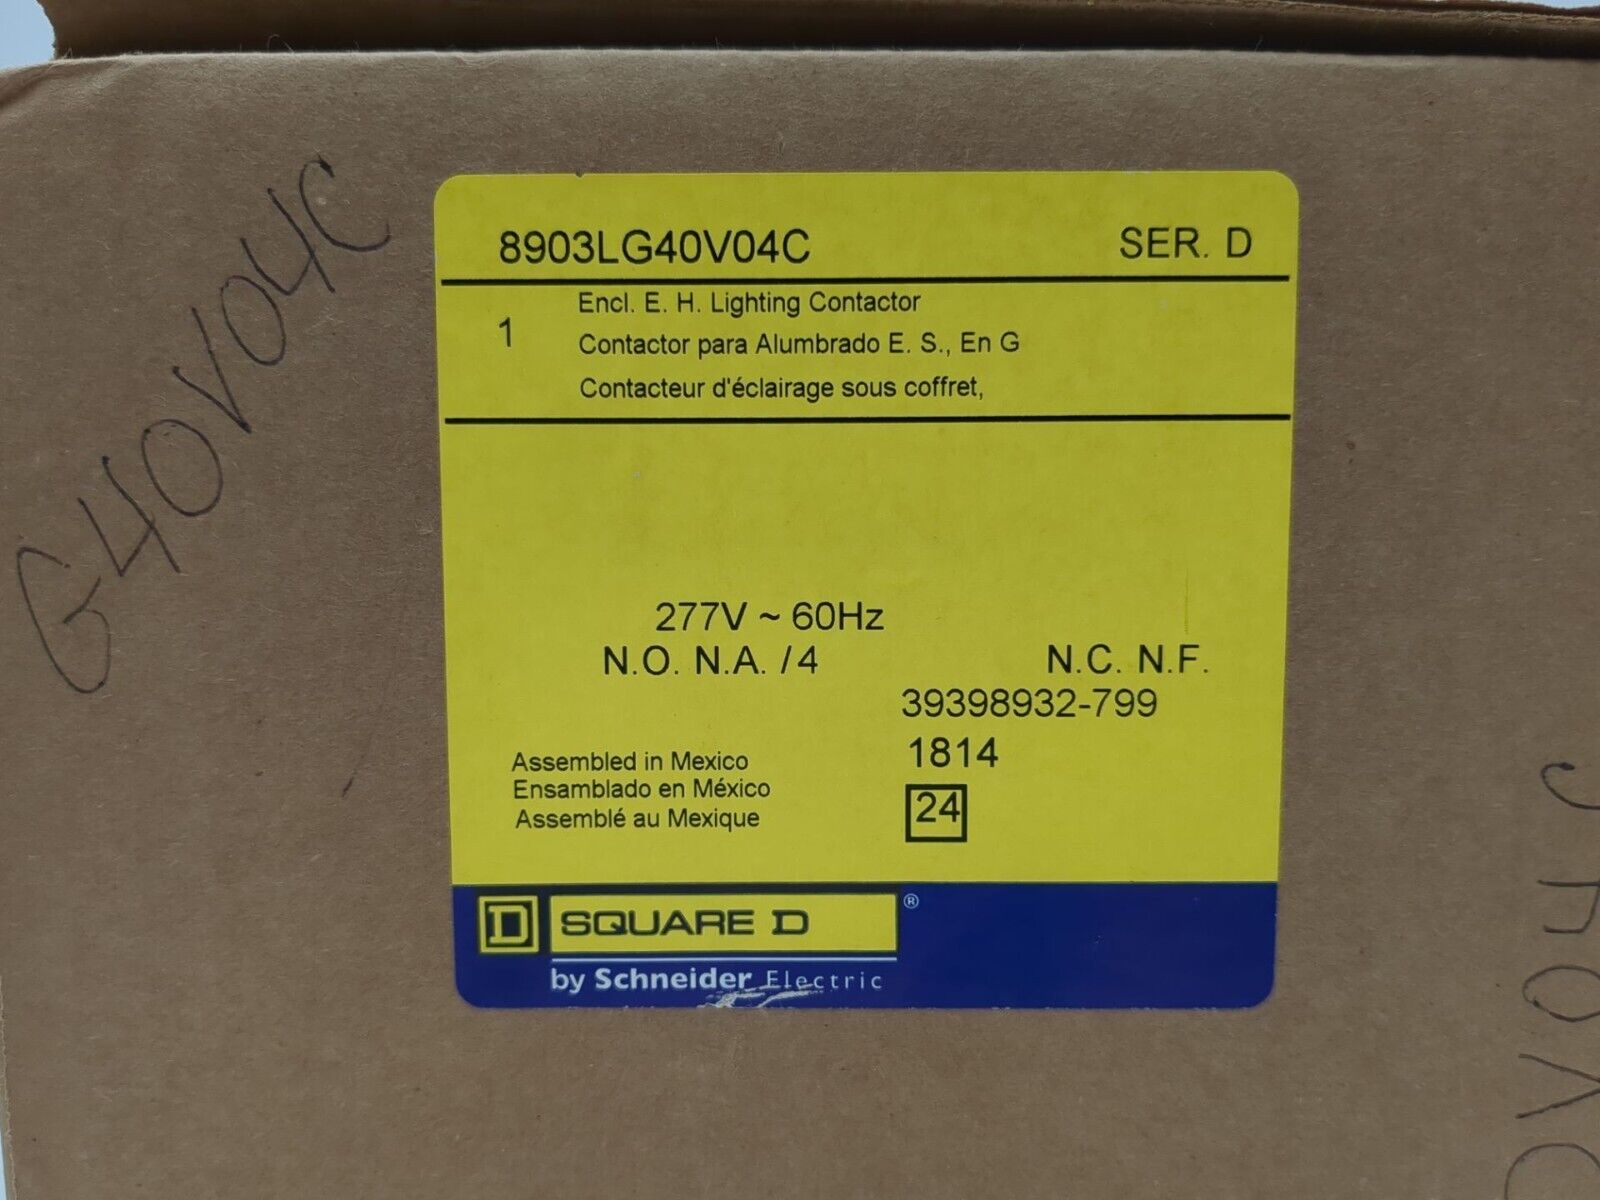 G40V04C
8903LG40V04C SER. D
1
Encl. E. H. Lighting Contactor
Contactor para Alumbrado E. S., En G
Contacteur d'éclairage sous coffret,
277V ~ 60Hz
N.O. N.A. /4 N.C. N.F.
39398932-799
Assembled in Mexico 1814
Ensamblado en México
Assemblé au Mexique
24
D SQUARE D ®
by Schneider Electric
0V04C